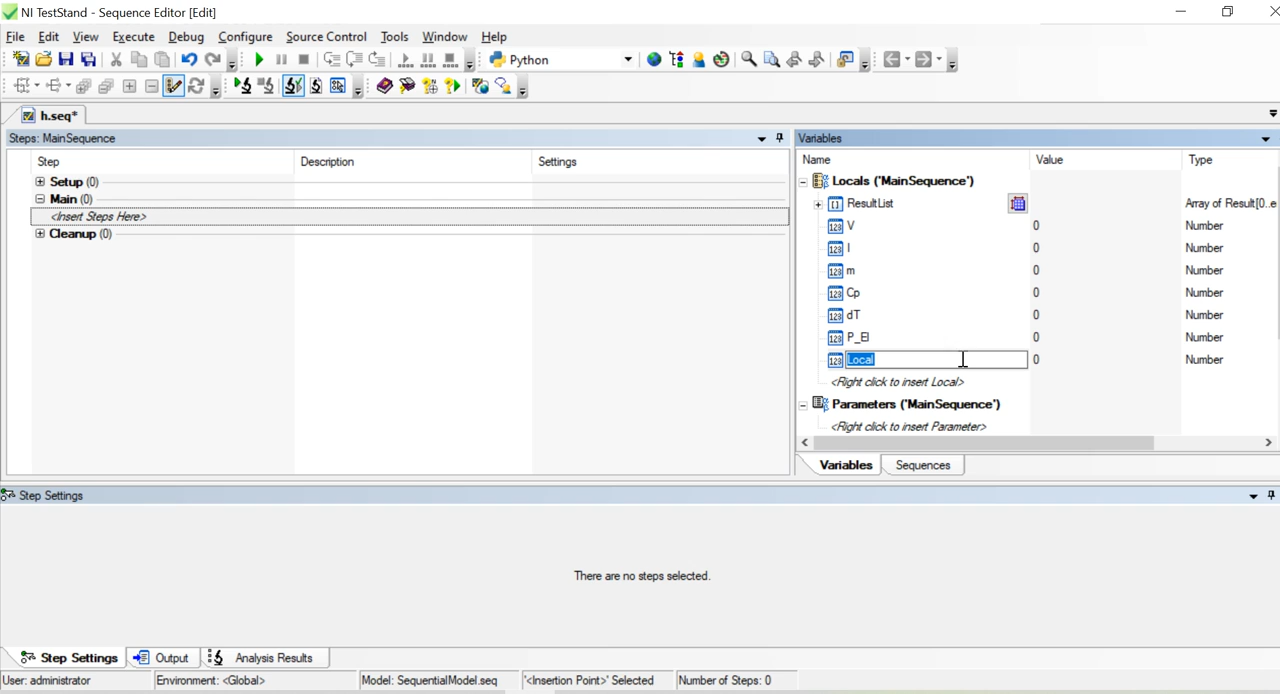 NI TestStand - Sequence Editor [Edit]
File Edit View Execute Debug Configure Source Control Tools Window Help
Python
h.seq*
Steps: MainSequence
Variables
Step Description Settings
Name Value Type
Setup (0)
Main (0)
<Insert Steps Here>
Cleanup (0)
Locals ('MainSequence')
ResultList Array of Result[0..e
V 0 Number
I 0 Number
m 0 Number
Cp 0 Number
dT 0 Number
P_El 0 Number
Local 0 Number
<Right click to insert Local>
Parameters ('MainSequence')
<Right click to insert Parameter>
Variables Sequences
Step Settings
There are no steps selected.
Step Settings Output Analysis Results
User: administrator Environment: <Global> Model: SequentialModel.seq '<Insertion Point>' Selected Number of Steps: 0